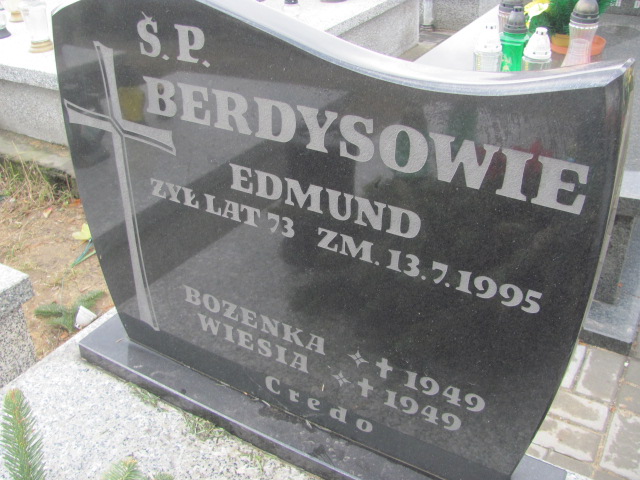 Ś.P.
BERDYSOWIE
EDMUND
ŻYŁ LAT 73 ZM. 13.7.1995
BOŻENKA ✧ ✝ 1949
WIESIA ✧ ✝ 1949
Credo